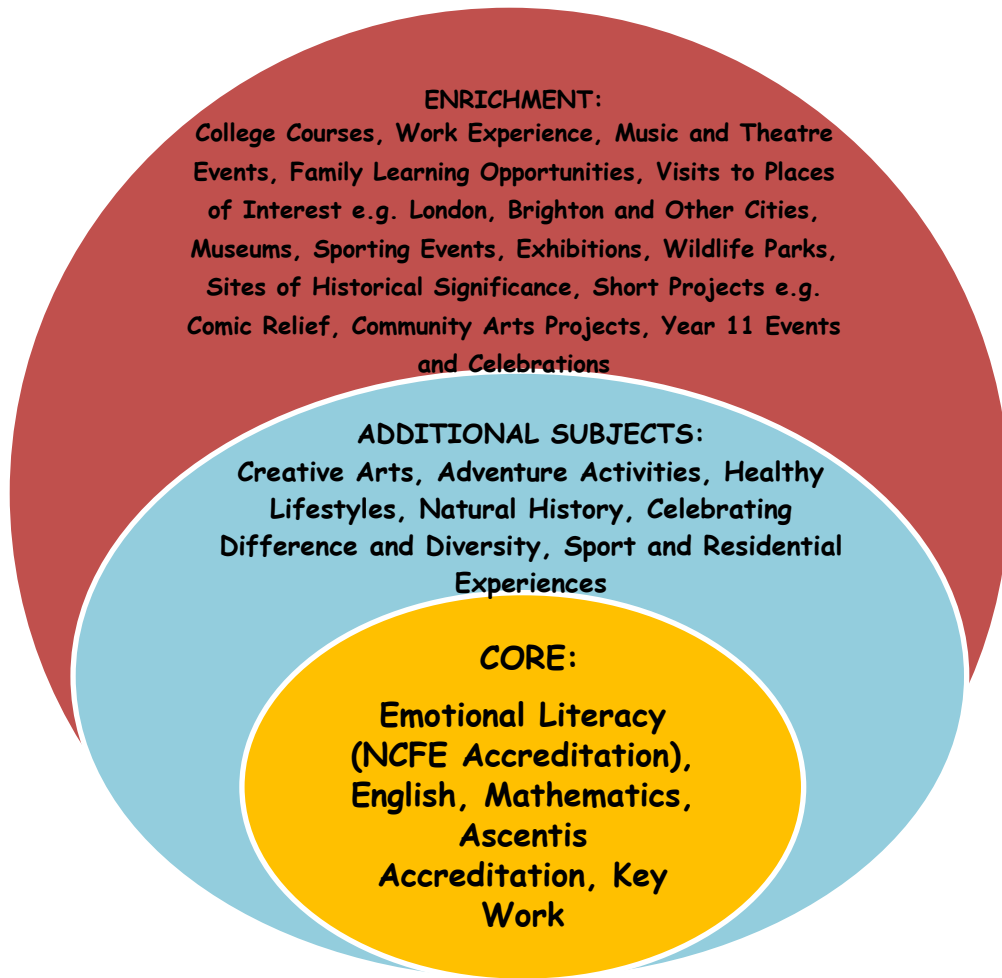 ENRICHMENT:
College Courses, Work Experience, Music and Theatre
Events, Family Learning Opportunities, Visits to Places
of Interest e.g. London, Brighton and Other Cities,
Museums, Sporting Events, Exhibitions, Wildlife Parks,
Sites of Historical Significance, Short Projects e.g.
Comic Relief, Community Arts Projects, Year 11 Events
and Celebrations
ADDITIONAL SUBJECTS:
Creative Arts, Adventure Activities, Healthy
Lifestyles, Natural History, Celebrating
Difference and Diversity, Sport and Residential
Experiences
CORE:
Emotional Literacy
(NCFE Accreditation),
English, Mathematics,
Ascentis
Accreditation, Key
Work